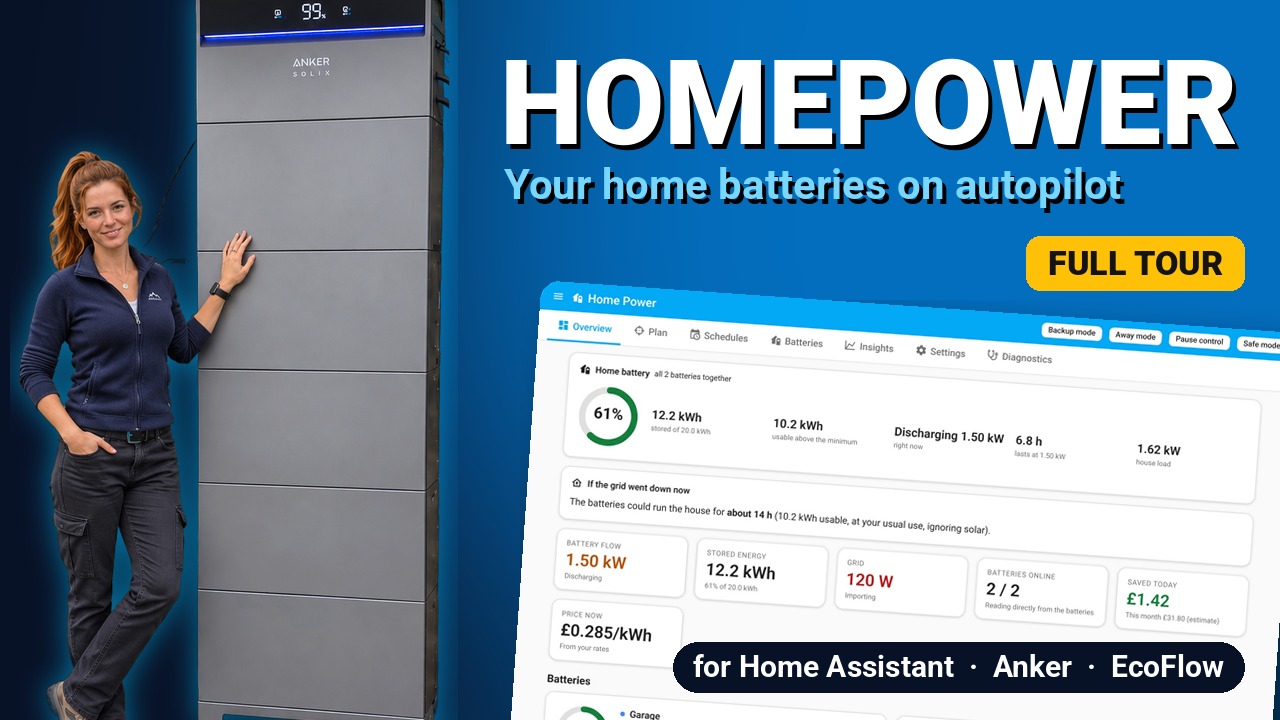 99%
ANKER
SOLIX
HOMEPOWER
Your home batteries on autopilot
FULL TOUR
Home Power
Backup mode
Away mode
Pause control
Safe mode
Overview
Plan
Schedules
Batteries
Insights
Settings
Diagnostics
Home battery all 2 batteries together
61%
12.2 kWh
stored of 20.0 kWh
10.2 kWh
usable above the minimum
Discharging 1.50 kW
right now
6.8 h
lasts at 1.50 kW
1.62 kW
house load
If the grid went down now
The batteries could run the house for about 14 h (10.2 kWh usable, at your usual use, ignoring solar).
BATTERY FLOW
1.50 kW
Discharging
STORED ENERGY
12.2 kWh
61% of 20.0 kWh
GRID
120 W
Importing
BATTERIES ONLINE
2 / 2
Reading directly from the batteries
SAVED TODAY
£1.42
This month £31.80 (estimate)
PRICE NOW
£0.285/kWh
From your rates
for Home Assistant · Anker · EcoFlow
Batteries
Garage